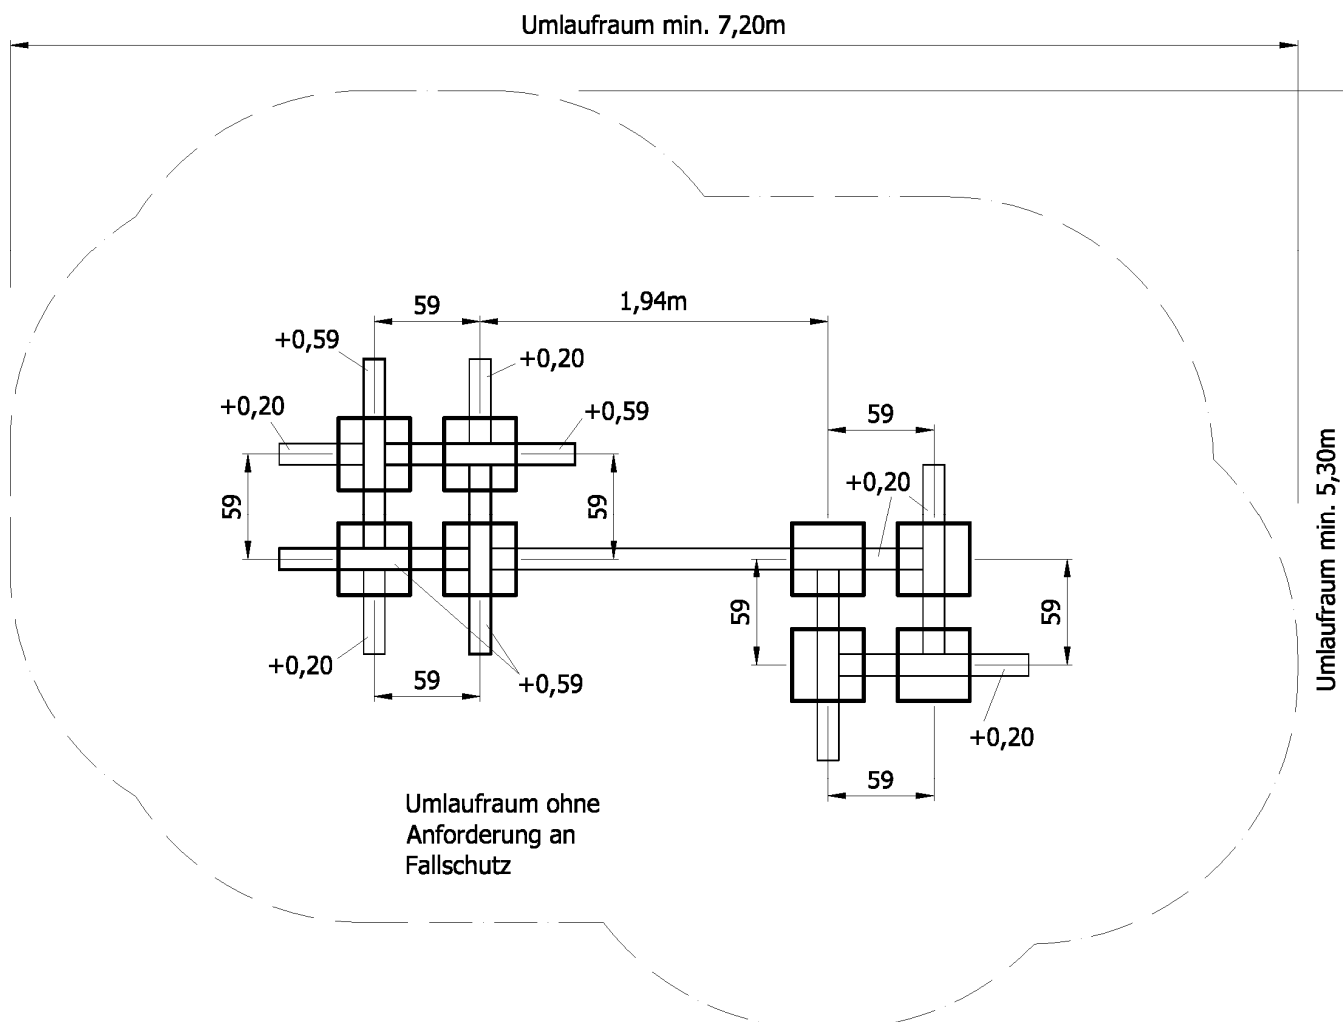 Umlaufraum min. 7,20m
59
1,94m
+0,59
+0,20
+0,20
+0,59
59
59
59
+0,20
Umlaufraum min. 5,30m
59
59
+0,20
59
+0,59
+0,20
59
Umlaufraum ohne
Anforderung an
Fallschutz